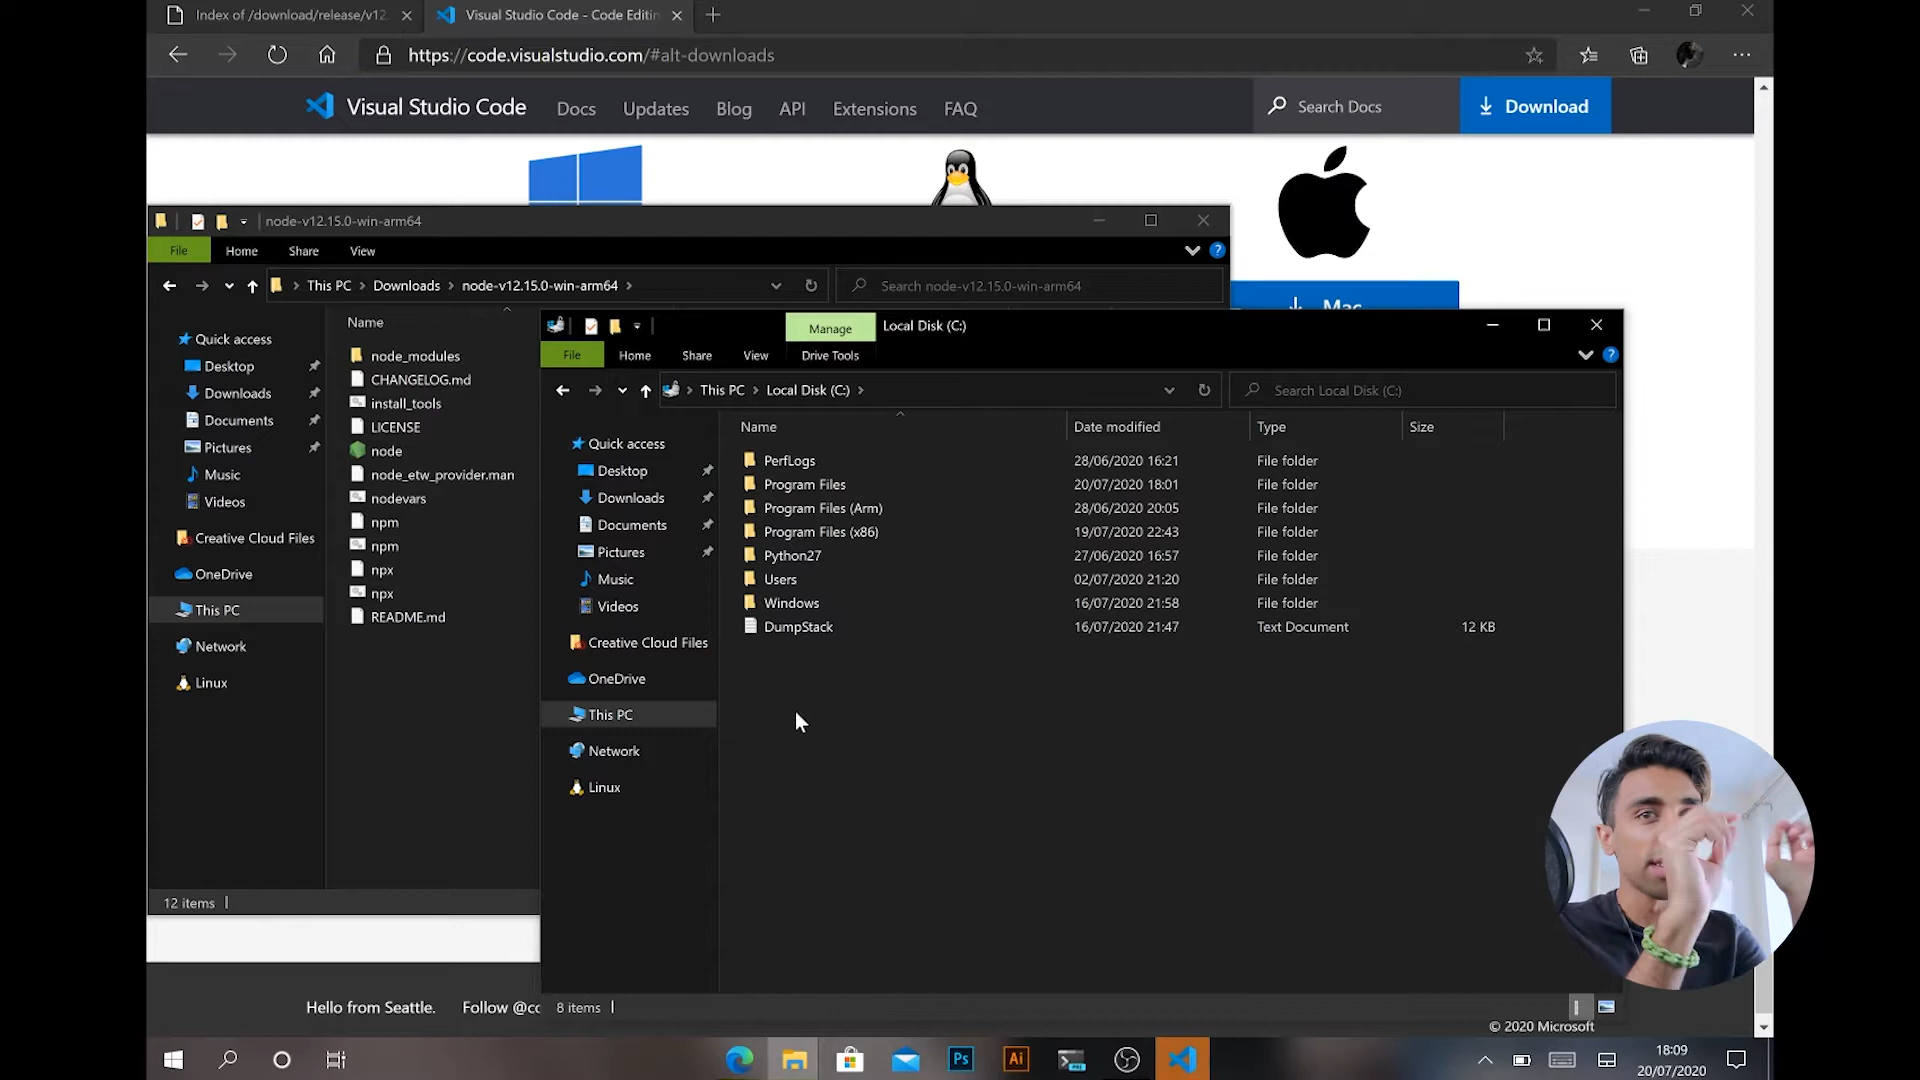 Index of /download/release/v12.
Visual Studio Code - Code Editin
https://code.visualstudio.com/#alt-downloads
Visual Studio Code
Docs
Updates
Blog
API
Extensions
FAQ
Search Docs
Download
node-v12.15.0-win-arm64
File
Home
Share
View
This PC
Downloads
node-v12.15.0-win-arm64
Search node-v12.15.0-win-arm64
Mac
Quick access
Desktop
Downloads
Documents
Pictures
Music
Videos
Creative Cloud Files
OneDrive
This PC
Network
Linux
Name
node_modules
CHANGELOG.md
install_tools
LICENSE
node
node_etw_provider.man
nodevars
npm
npm
npx
npx
README.md
12 items
Manage
Local Disk (C:)
File
Home
Share
View
Drive Tools
This PC
Local Disk (C:)
Search Local Disk (C:)
Quick access
Desktop
Downloads
Documents
Pictures
Music
Videos
Creative Cloud Files
OneDrive
This PC
Network
Linux
Name Date modified Type Size
PerfLogs 28/06/2020 16:21 File folder
Program Files 20/07/2020 18:01 File folder
Program Files (Arm) 28/06/2020 20:05 File folder
Program Files (x86) 19/07/2020 22:43 File folder
Python27 27/06/2020 16:57 File folder
Users 02/07/2020 21:20 File folder
Windows 16/07/2020 21:58 File folder
DumpStack 16/07/2020 21:47 Text Document 12 KB
8 items
Hello from Seattle.
Follow @cc
© 2020 Microsoft
Ps
Ai
PRE
18:09
20/07/2020